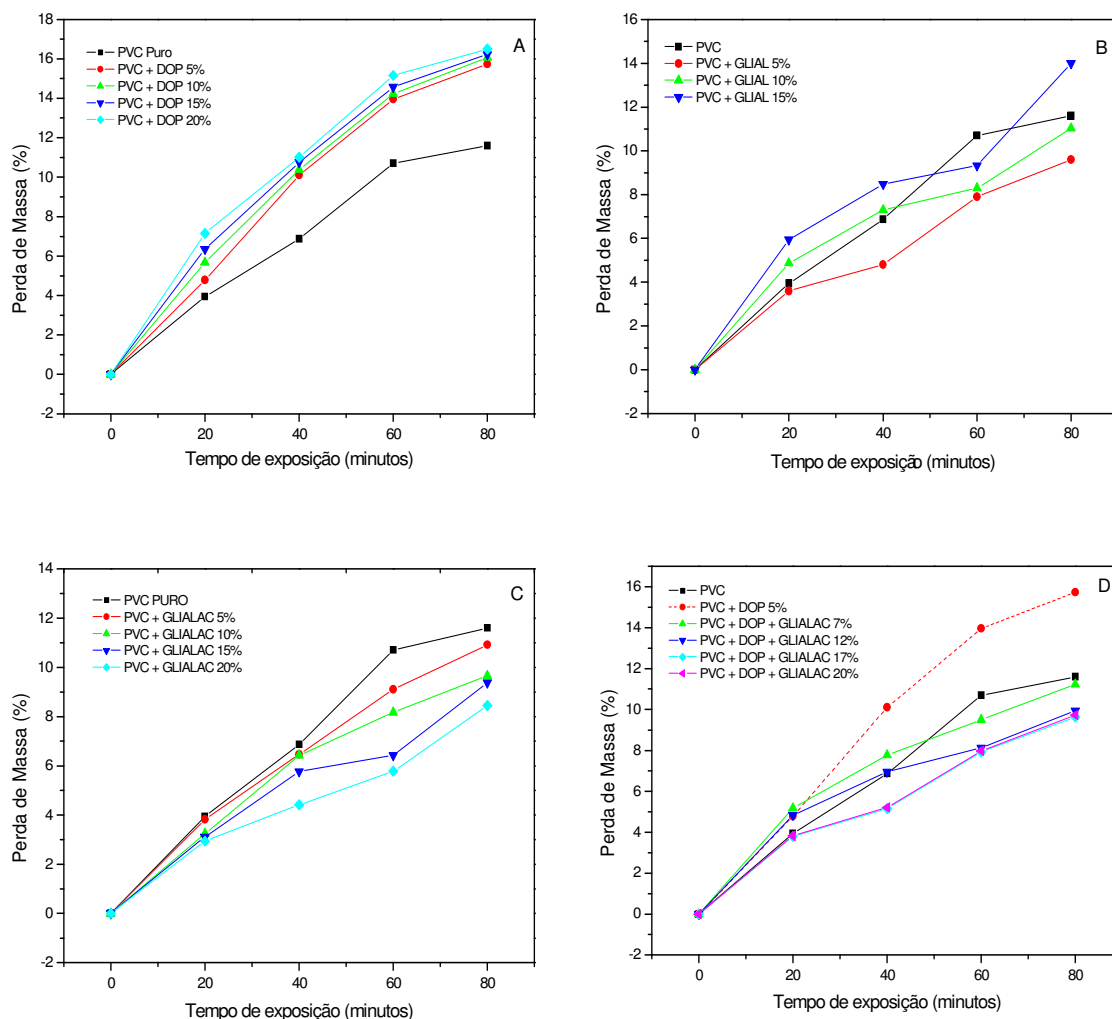 A
PVC Puro
PVC + DOP 5%
PVC + DOP 10%
PVC + DOP 15%
PVC + DOP 20%
Perda de Massa (%)
18
16
14
12
10
8
6
4
2
0
-2
0 20 40 60 80
Tempo de exposição (minutos)
B
PVC
PVC + GLIAL 5%
PVC + GLIAL 10%
PVC + GLIAL 15%
Perda de Massa (%)
16
14
12
10
8
6
4
2
0
-2
0 20 40 60 80
Tempo de exposição (minutos)
C
PVC PURO
PVC + GLIALAC 5%
PVC + GLIALAC 10%
PVC + GLIALAC 15%
PVC + GLIALAC 20%
Perda de Massa (%)
14
12
10
8
6
4
2
0
-2
0 20 40 60 80
Tempo de exposição (minutos)
D
PVC
PVC + DOP 5%
PVC + DOP + GLIALAC 7%
PVC + DOP + GLIALAC 12%
PVC + DOP + GLIALAC 17%
PVC + DOP + GLIALAC 20%
Perda de Massa (%)
16
14
12
10
8
6
4
2
0
-2
0 20 40 60 80
Tempo de exposição (minutos)